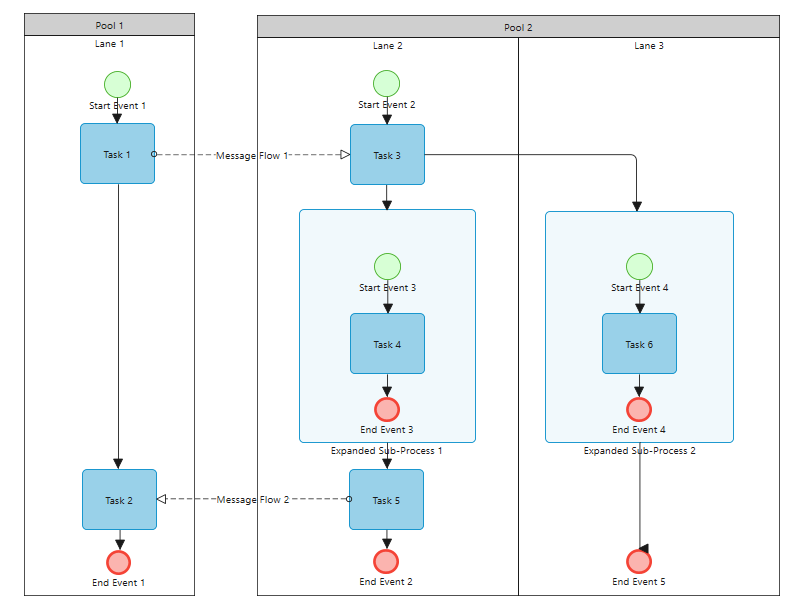 Pool 1
Pool 2
Lane 1
Lane 2
Lane 3
Start Event 1
Start Event 2
Task 1
Message Flow 1
Task 3
Start Event 3
Start Event 4
Task 4
Task 6
End Event 3
End Event 4
Expanded Sub-Process 1
Expanded Sub-Process 2
Task 2
Message Flow 2
Task 5
End Event 1
End Event 2
End Event 5